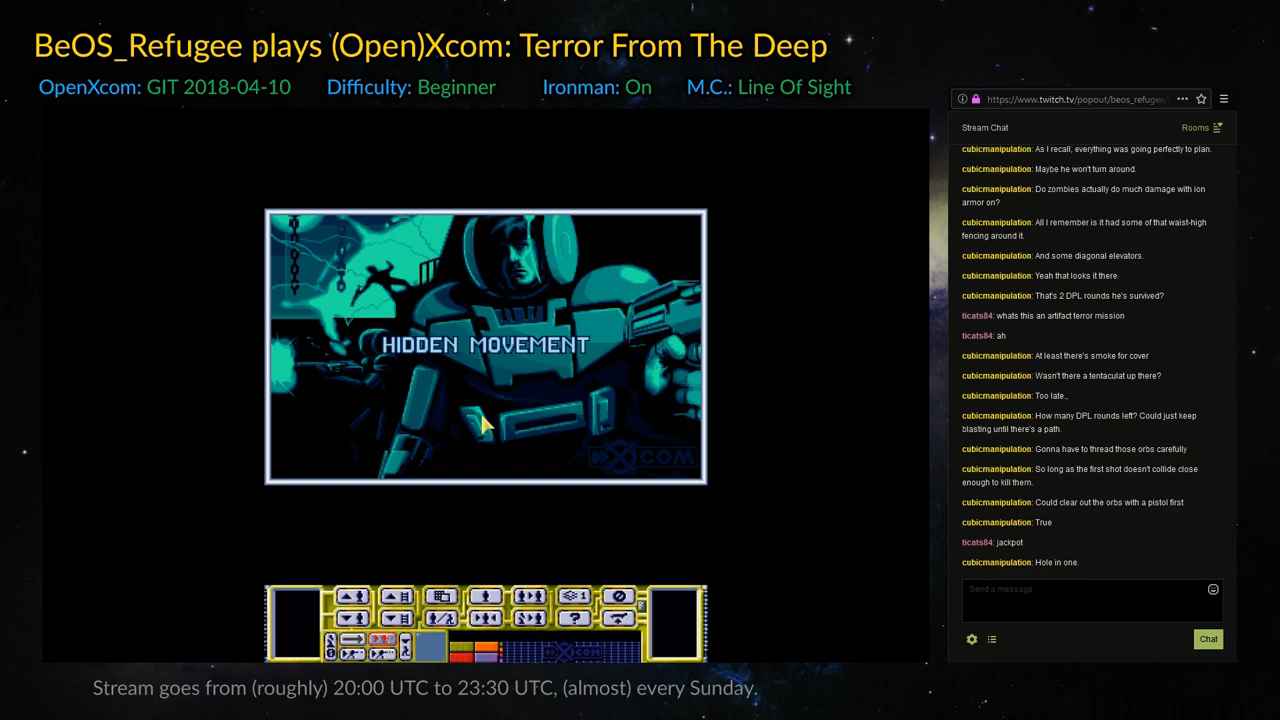 BeOS_Refugee plays (Open)Xcom: Terror From The Deep
OpenXcom: GIT 2018-04-10 Difficulty: Beginner Ironman: On M.C.: Line Of Sight
https://www.twitch.tv/popout/beos_refugee
Stream Chat
Rooms
cubicmanipulation: As I recall, everything was going perfectly to plan.
cubicmanipulation: Maybe he won't turn around.
cubicmanipulation: Do zombies actually do much damage with ion
armor on?
cubicmanipulation: All I remember is it had some of that waist-high
fencing around it.
cubicmanipulation: And some diagonal elevators.
cubicmanipulation: Yeah that looks it there
cubicmanipulation: That's 2 DPL rounds he's survived?
ticats84: whats this an artifact terror mission
ticats84: ah
cubicmanipulation: At least there's smoke for cover
cubicmanipulation: Wasn't there a tentaculat up there?
cubicmanipulation: Too late.,
cubicmanipulation: How many DPL rounds left? Could just keep
blasting until there's a path.
cubicmanipulation: Gonna have to thread those orbs carefully
cubicmanipulation: So long as the first shot doesn't collide close
enough to kill them.
cubicmanipulation: Could clear out the orbs with a pistol first
cubicmanipulation: True
ticats84: jackpot
cubicmanipulation: Hole in one.
Send a message
Chat
HIDDEN MOVEMENT
XCOM
1
?
XCOM
Stream goes from (roughly) 20:00 UTC to 23:30 UTC, (almost) every Sunday.